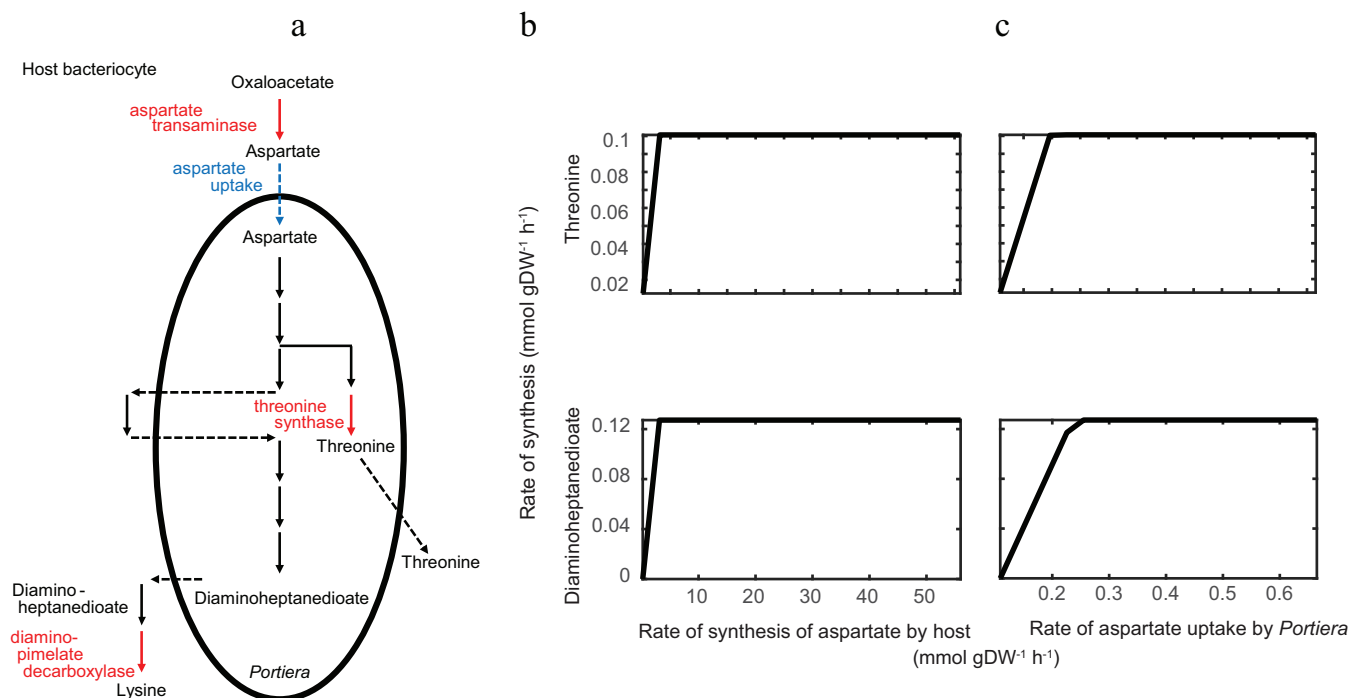 a
Host bacteriocyte
Oxaloacetate
aspartate
transaminase
Aspartate
aspartate
uptake
Aspartate
threonine
synthase
Threonine
Threonine
Diaminoheptanedioate
Diamino-
heptanedioate
diamino-
pimelate
decarboxylase
Lysine
Portiera
b
c
Rate of synthesis (mmol gDW⁻¹ h⁻¹)
Threonine
0.1
0.08
0.06
0.04
0.02
Diaminoheptanedioate
0.12
0.08
0.04
0
10 20 30 40 50
0.2 0.3 0.4 0.5 0.6
Rate of synthesis of aspartate by host
Rate of aspartate uptake by Portiera
(mmol gDW⁻¹ h⁻¹)